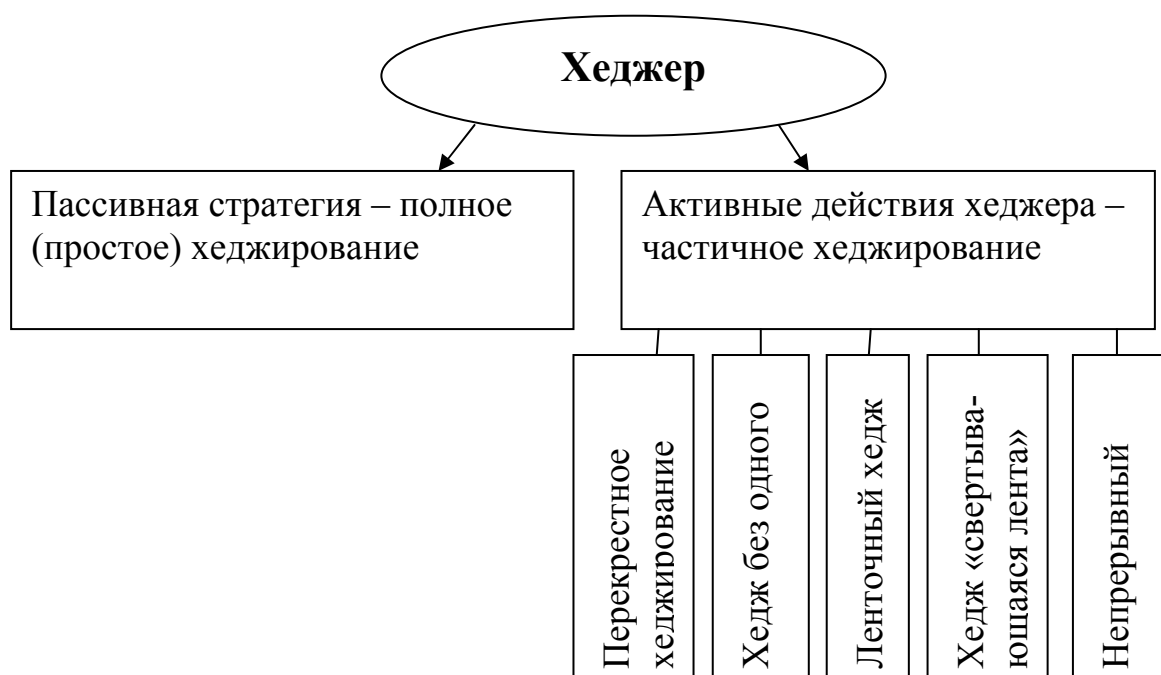 Хеджер
Пассивная стратегия – полное
(простое) хеджирование
Активные действия хеджера –
частичное хеджирование
Перекрестное
хеджирование
Хедж без одного
Ленточный хедж
Хедж «свертыва-
юшаяся лента»
Непрерывный